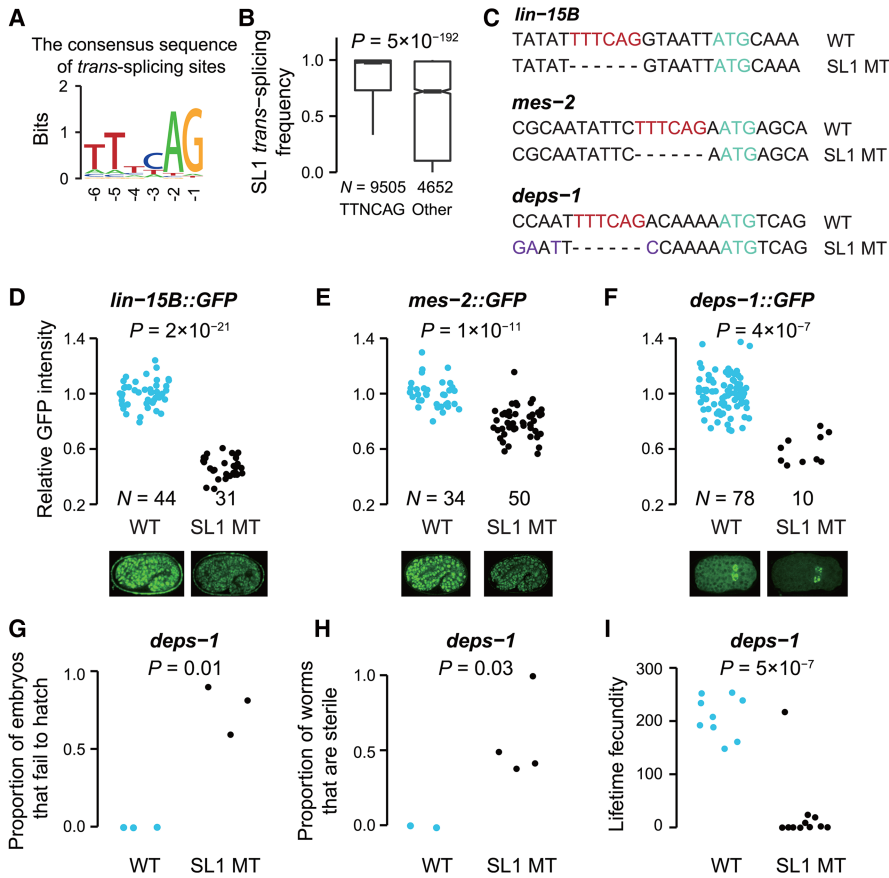 A
The consensus sequence
of trans-splicing sites
Bits
2
1
0
TTTCAG
-6 -5 -4 -3 -2 -1
B
SL1 trans−splicing
frequency
P = 5×10−192
1.0
0.5
0.0
N = 9505 4652
TTNCAG Other
C
lin−15B
TATATTTTCAGGTAATTATGCAAA WT
TATAT------GTAATTATGCAAA SL1 MT
mes−2
CGCAATATTCTTTCAGAATGAGCA WT
CGCAATATTC------AATGAGCA SL1 MT
deps−1
CCAATTTTCAGACAAAAATGTCAG WT
GAATT------CCAAAAATGTCAG SL1 MT
D
lin−15B::GFP
P = 2×10−21
Relative GFP intensity
1.4
1.0
0.6
0.2
N = 44 31
WT SL1 MT
E
mes−2::GFP
P = 1×10−11
1.4
1.0
0.6
0.2
N = 34 50
WT SL1 MT
F
deps−1::GFP
P = 4×10−7
1.4
1.0
0.6
0.2
N = 78 10
WT SL1 MT
G
deps−1
P = 0.01
Proportion of embryos
that fail to hatch
1.0
0.5
0.0
WT SL1 MT
H
deps−1
P = 0.03
Proportion of worms
that are sterile
1.0
0.5
0.0
WT SL1 MT
I
deps−1
P = 5×10−7
Lifetime fecundity
300
200
100
0
WT SL1 MT